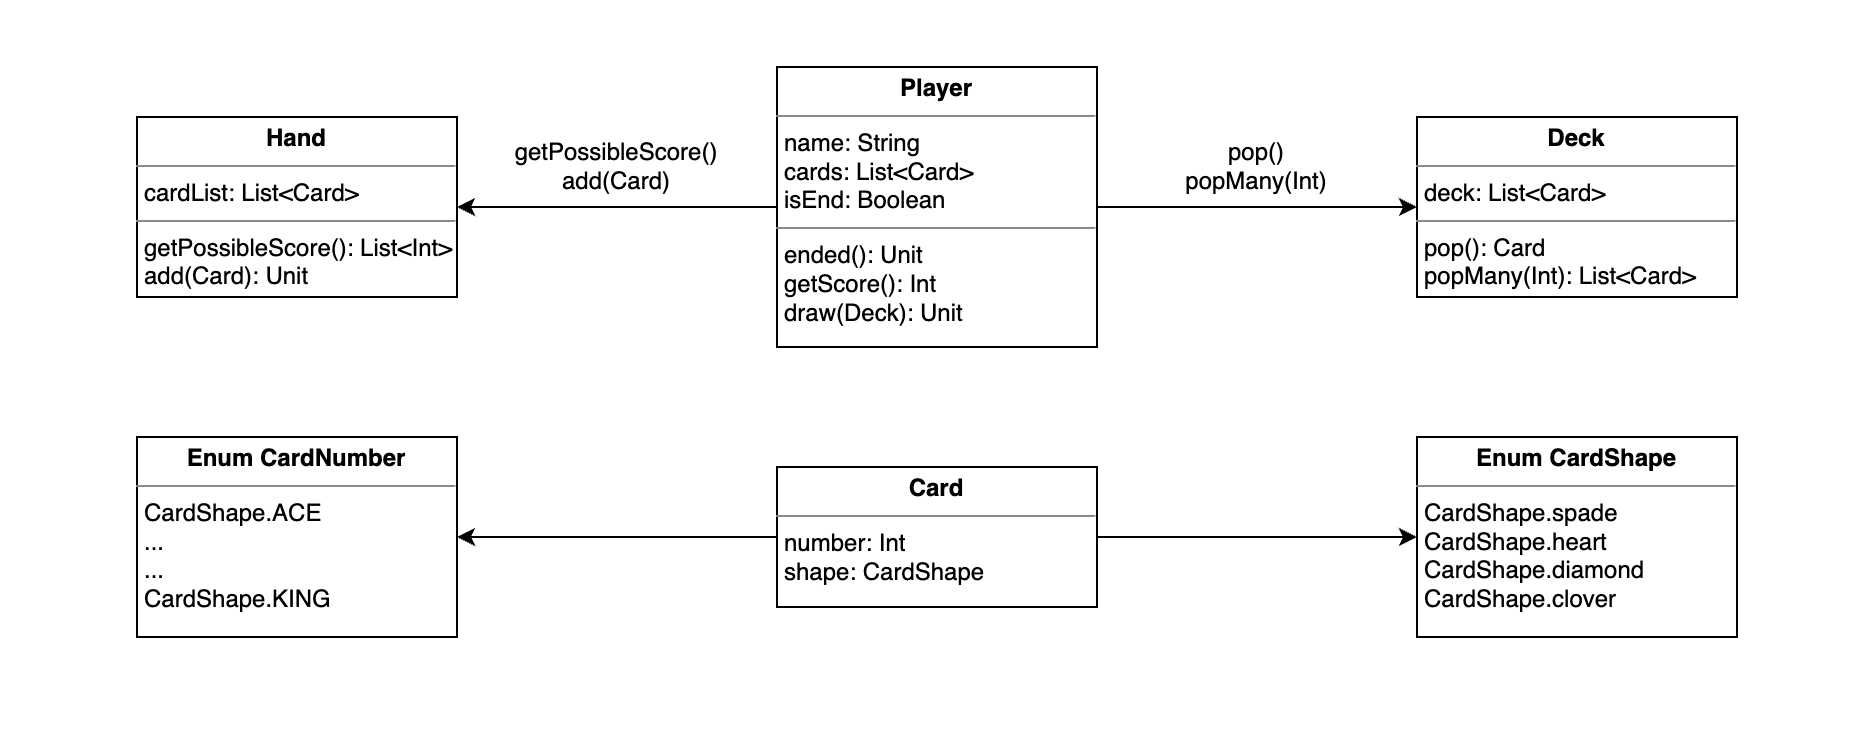 Hand
cardList: List<Card>
getPossibleScore(): List<Int>
add(Card): Unit
getPossibleScore()
add(Card)
Player
name: String
cards: List<Card>
isEnd: Boolean
ended(): Unit
getScore(): Int
draw(Deck): Unit
pop()
popMany(Int)
Deck
deck: List<Card>
pop(): Card
popMany(Int): List<Card>
Enum CardNumber
CardShape.ACE
...
...
CardShape.KING
Card
number: Int
shape: CardShape
Enum CardShape
CardShape.spade
CardShape.heart
CardShape.diamond
CardShape.clover